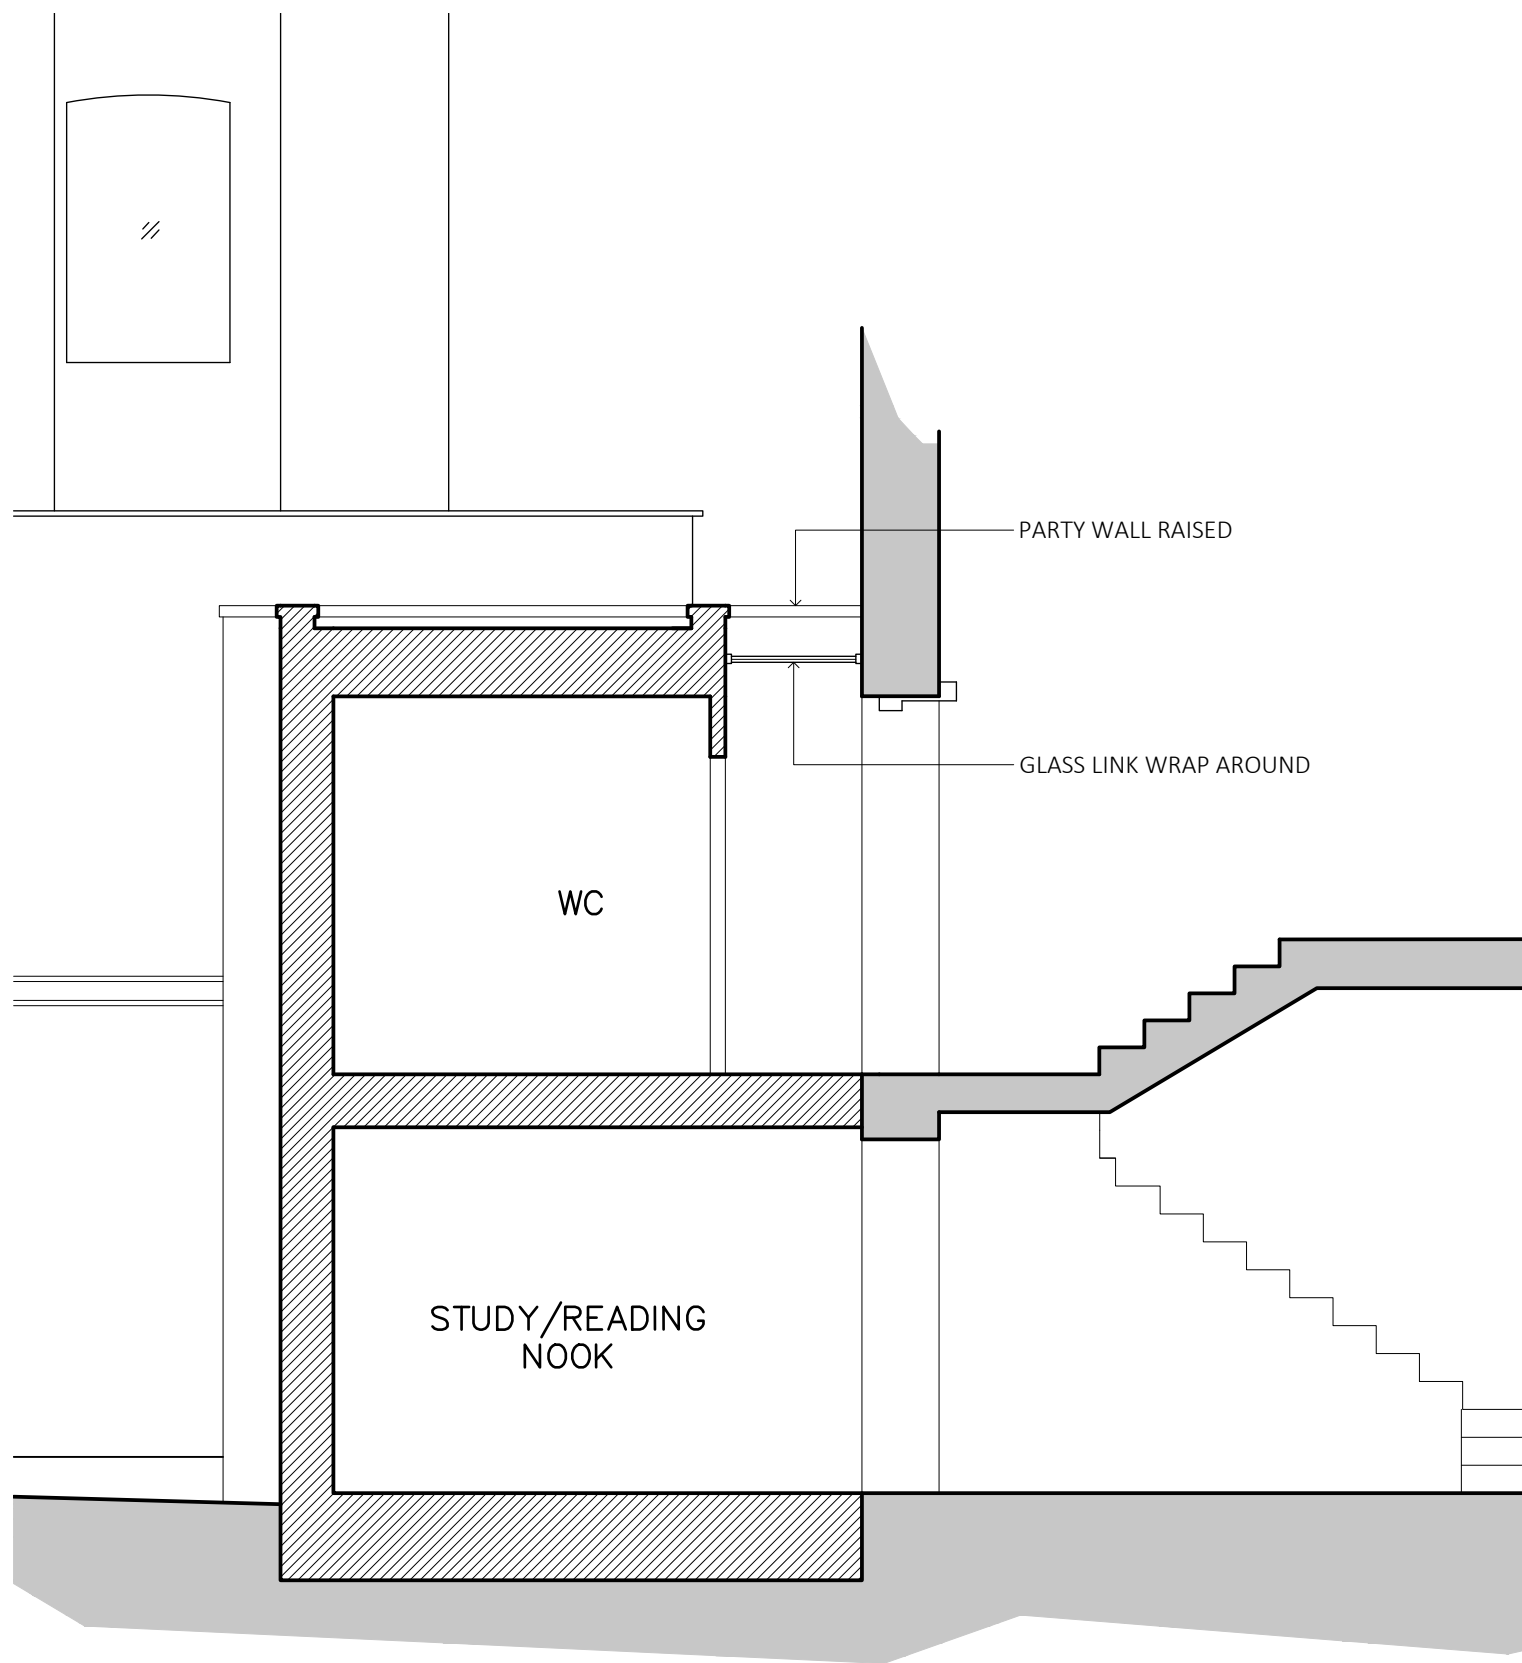 PARTY WALL RAISED
GLASS LINK WRAP AROUND
WC
STUDY/READING
NOOK